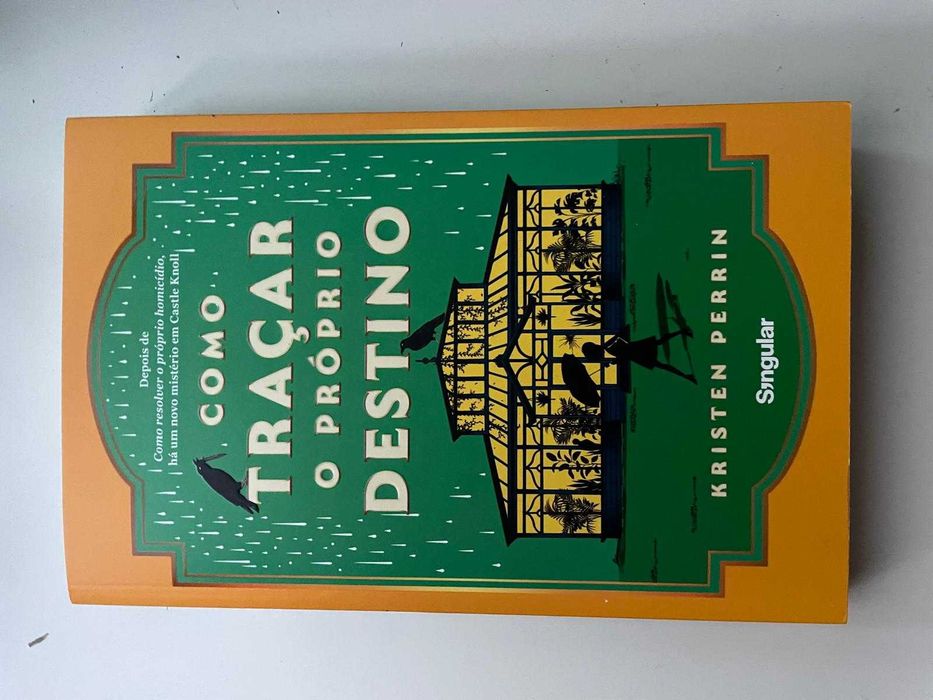 Depois de
Como resolver o próprio homicídio,
há um novo mistério em Castle Knoll
COMO
TRAÇAR
O PRÓPRIO
DESTINO
KRISTEN PERRIN
Singular